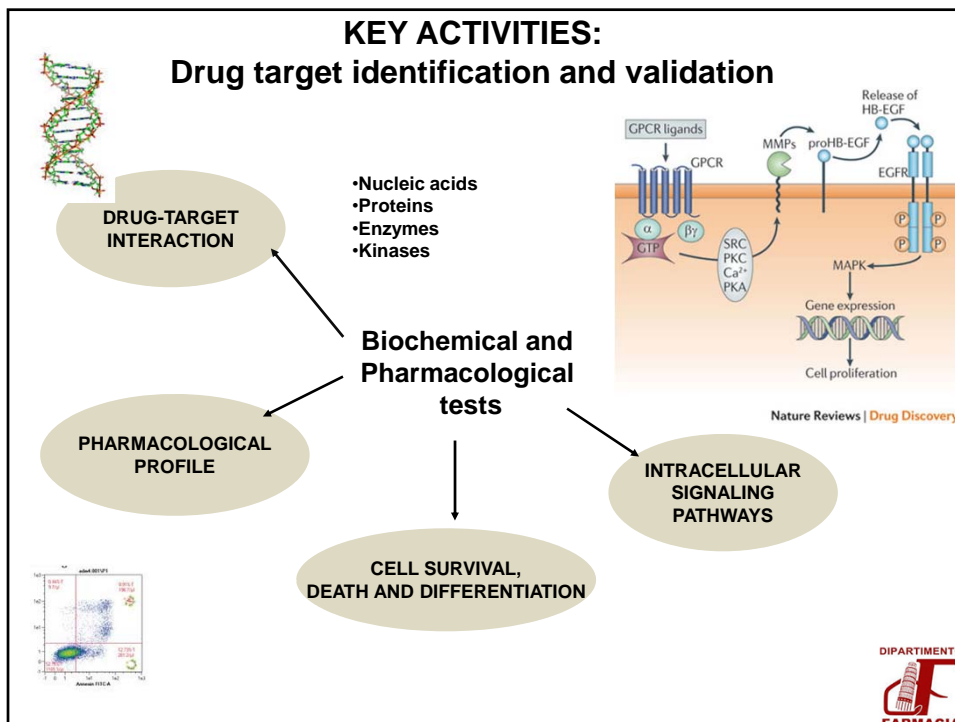 KEY ACTIVITIES:
Drug target identification and validation
DRUG-TARGET
INTERACTION
•Nucleic acids
•Proteins
•Enzymes
•Kinases
GPCR ligands
GPCR
MMPs
proHB-EGF
Release of
HB-EGF
EGFR
α
βγ
GTP
SRC
PKC
Ca²⁺
PKA
P
P
P
P
MAPK
Gene expression
Cell proliferation
Nature Reviews | Drug Discovery
Biochemical and
Pharmacological
tests
PHARMACOLOGICAL
PROFILE
INTRACELLULAR
SIGNALING
PATHWAYS
CELL SURVIVAL,
DEATH AND DIFFERENTIATION
Annexin FITC-A
DIPARTIMENT
FARMACIA